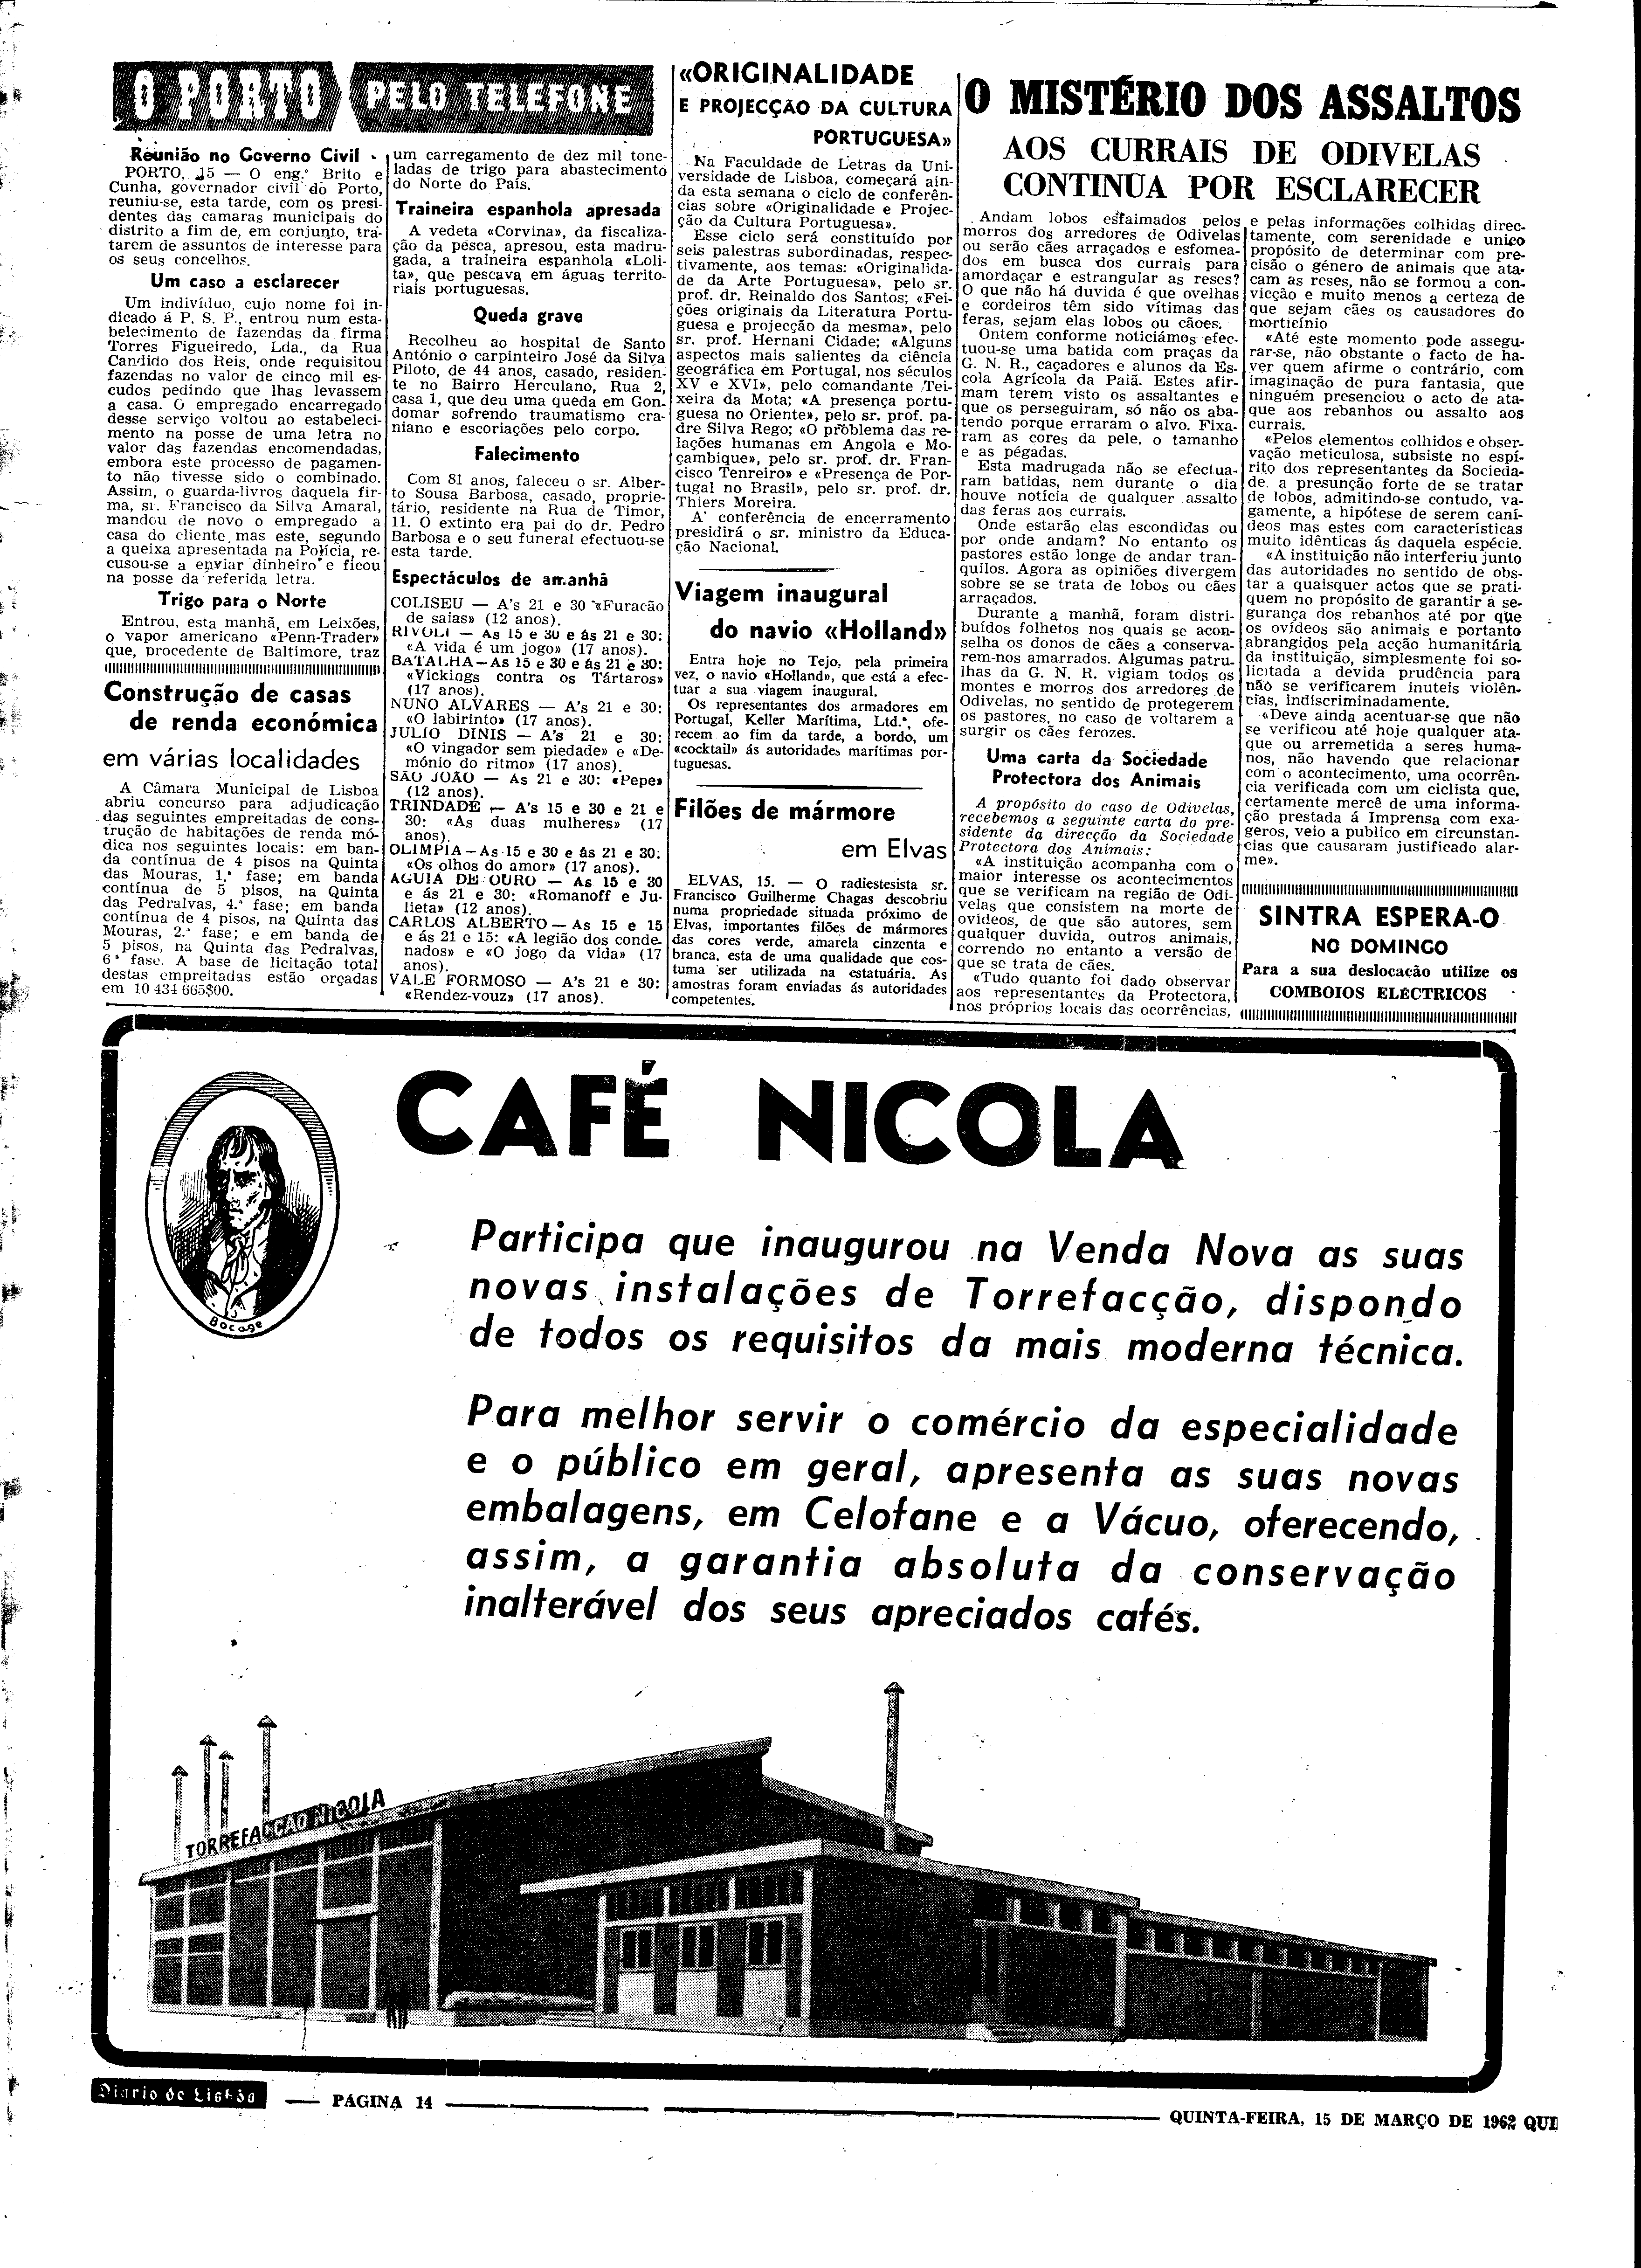 O PORTO PELO TELEFONE
Reunião no Governo Civil
PORTO, 15 — O eng.º Brito e
Cunha, governador civil do Porto,
reuniu-se, esta tarde, com os presi-
dentes das camaras municipais do
distrito a fim de, em conjunto, tra-
tarem de assuntos de interesse para
os seus concelhos.
Um caso a esclarecer
Um indivíduo, cujo nome foi in-
dicado á P. S. P., entrou num esta-
belecimento de fazendas da firma
Torres Figueiredo, Lda., da Rua
Candido dos Reis, onde requisitou
fazendas no valor de cinco mil es-
cudos pedindo que lhas levassem
a casa. O empregado encarregado
desse serviço voltou ao estabeleci-
mento na posse de uma letra no
valor das fazendas encomendadas,
embora este processo de pagamen-
to não tivesse sido o combinado.
Assim, o guarda-livros daquela fir-
ma, sr. Francisco da Silva Amaral,
mandou de novo o empregado a
casa do cliente mas este, segundo
a queixa apresentada na Polícia, re-
cusou-se a enviar dinheiro e ficou
na posse da referida letra.
Trigo para o Norte
Entrou, esta manhã, em Leixões,
o vapor americano «Penn-Trader»
que, procedente de Baltimore, traz
um carregamento de dez mil tone-
ladas de trigo para abastecimento
do Norte do País.
Traineira espanhola apresada
A vedeta «Corvina», da fiscaliza-
ção da pesca, apresou, esta madru-
gada, a traineira espanhola «Loli-
ta», que pescava em águas territo-
riais portuguesas.
Queda grave
Recolheu ao hospital de Santo
António o carpinteiro José da Silva
Piloto, de 44 anos, casado, residen-
te no Bairro Herculano, Rua 2,
casa 1, que deu uma queda em Gon-
domar sofrendo traumatismo cra-
niano e escoriações pelo corpo.
Falecimento
Com 81 anos, faleceu o sr. Alber-
to Sousa Barbosa, casado, proprie-
tário, residente na Rua de Timor,
11. O extinto era pai do dr. Pedro
Barbosa e o seu funeral efectuou-se
esta tarde.
Espectáculos de amanhã
COLISEU — A's 21 e 30 «Furacão
de saias» (12 anos).
RIVOLI — As 15 e 30 e ás 21 e 30:
«A vida é um jogo» (17 anos).
BATALHA — As 15 e 30 e ás 21 e 30:
«Vickings contra os Tártaros»
(17 anos).
NUNO ALVARES — A's 21 e 30:
«O labirinto» (17 anos).
JULIO DINIS — A's 21 e 30:
«O vingador sem piedade» e «De-
mónio do ritmo» (17 anos).
SÃO JOÃO — As 21 e 30: «Pepe»
(12 anos).
TRINDADE — A's 15 e 30 e 21 e
30: «As duas mulheres» (17
anos).
OLIMPIA — As 15 e 30 e ás 21 e 30:
«Os olhos do amor» (17 anos).
AGUIA DE OURO — As 15 e 30
e ás 21 e 30: «Romanoff e Ju-
lieta» (12 anos).
CARLOS ALBERTO — As 15 e 15
e ás 21 e 15: «A legião dos conde-
nados» e «O jogo da vida» (17
anos).
VALE FORMOSO — A's 21 e 30:
«Rendez-vouz» (17 anos).
Construção de casas
de renda económica
em várias localidades
A Câmara Municipal de Lisboa
abriu concurso para adjudicação
das seguintes empreitadas de cons-
trução de habitações de renda mó-
dica nos seguintes locais: em ban-
da contínua de 4 pisos na Quinta
das Mouras, 1.ª fase; em banda
contínua de 5 pisos, na Quinta
das Pedralvas, 4.ª fase; em banda
contínua de 4 pisos, na Quinta das
Mouras, 2.ª fase; e em banda de
5 pisos, na Quinta das Pedralvas,
6ª fase. A base de licitação total
destas empreitadas estão orçadas
em 10 434 665$00.
«ORIGINALIDADE
E PROJECÇÃO DA CULTURA
PORTUGUESA»
Na Faculdade de Letras da Uni-
versidade de Lisboa, começará ain-
da esta semana o ciclo de conferên-
cias sobre «Originalidade e Projec-
ção da Cultura Portuguesa».
Esse ciclo será constituído por
seis palestras subordinadas, respec-
tivamente, aos temas: «Originalida-
de da Arte Portuguesa», pelo sr.
prof. dr. Reinaldo dos Santos; «Fei-
ções originais da Literatura Portu-
guesa e projecção da mesma», pelo
sr. prof. Hernani Cidade; «Alguns
aspectos mais salientes da ciência
geográfica em Portugal, nos séculos
XV e XVI», pelo comandante Tei-
xeira da Mota; «A presença portu-
guesa no Oriente», pelo sr. prof. pa-
dre Silva Rego; «O problema das re-
lações humanas em Angola e Mo-
çambique», pelo sr. prof. dr. Fran-
cisco Tenreiro» e «Presença de Por-
tugal no Brasil», pelo sr. prof. dr.
Thiers Moreira.
A' conferência de encerramento
presidirá o sr. ministro da Educa-
ção Nacional.
Viagem inaugural
do navio «Holland»
Entra hoje no Tejo, pela primeira
vez, o navio «Holland», que está a efec-
tuar a sua viagem inaugural.
Os representantes dos armadores em
Portugal, Keller Marítima, Ltd.ª, ofe-
recem ao fim da tarde, a bordo, um
«cocktail» ás autoridades marítimas por-
tuguesas.
Filões de mármore
em Elvas
ELVAS, 15. — O radiestesista sr.
Francisco Guilherme Chagas descobriu
numa propriedade situada próximo de
Elvas, importantes filões de mármores
das cores verde, amarela cinzenta e
branca, esta de uma qualidade que cos-
tuma ser utilizada na estatuária. As
amostras foram enviadas ás autoridades
competentes.
O MISTÉRIO DOS ASSALTOS
AOS CURRAIS DE ODIVELAS
CONTINUA POR ESCLARECER
Andam lobos esfaimados pelos
morros dos arredores de Odivelas
ou serão cães arraçados e esfomea-
dos em busca dos currais para
amordaçar e estrangular as reses?
O que não há duvida é que ovelhas
e cordeiros têm sido vítimas das
feras, sejam elas lobos ou cãoes.
Ontem conforme noticiámos efec-
tuou-se uma batida com praças da
G. N. R., caçadores e alunos da Es-
cola Agrícola da Paiã. Estes afir-
mam terem visto os assaltantes e
que os perseguiram, só não os aba-
tendo porque erraram o alvo. Fixa-
ram as cores da pele, o tamanho
e as pégadas.
Esta madrugada não se efectua-
ram batidas, nem durante o dia
houve notícia de qualquer assalto
das feras aos currais.
Onde estarão elas escondidas ou
por onde andam? No entanto os
pastores estão longe de andar tran-
quilos. Agora as opiniões divergem
sobre se se trata de lobos ou cães
arraçados.
Durante a manhã, foram distri-
buídos folhetos nos quais se acon-
selha os donos de cães a conserva-
rem-nos amarrados. Algumas patru-
lhas da G. N. R. vigiam todos os
montes e morros dos arredores de
Odivelas, no sentido de protegerem
os pastores, no caso de voltarem a
surgir os cães ferozes.
Uma carta da Sociedade
Protectora dos Animais
A propósito do caso de Odivelas,
recebemos a seguinte carta do pre-
sidente da direcção da Sociedade
Protectora dos Animais:
«A instituição acompanha com o
maior interesse os acontecimentos
que se verificam na região de Odi-
velas que consistem na morte de
ovídeos, de que são autores, sem
qualquer duvida, outros animais,
correndo no entanto a versão de
que se trata de cães.
«Tudo quanto foi dado observar
aos representantes da Protectora,
nos próprios locais das ocorrências,
e pelas informações colhidas direc-
tamente, com serenidade e unico
propósito de determinar com pre-
cisão o género de animais que ata-
cam as reses, não se formou a con-
vicção e muito menos a certeza de
que sejam cães os causadores do
morticínio
«Até este momento pode assegu-
rar-se, não obstante o facto de ha-
ver quem afirme o contrário, com
imaginação de pura fantasia, que
ninguém presenciou o acto de ata-
que aos rebanhos ou assalto aos
currais.
«Pelos elementos colhidos e obser-
vação meticulosa, subsiste no espí-
rito dos representantes da Socieda-
de, a presunção forte de se tratar
de lobos, admitindo-se contudo, va-
gamente, a hipótese de serem caní-
deos mas estes com características
muito idênticas ás daquela espécie.
«A instituição não interferiu junto
das autoridades no sentido de obs-
tar a quaisquer actos que se prati-
quem no propósito de garantir a se-
gurança dos rebanhos até por que
os ovídeos são animais e portanto
abrangidos pela acção humanitária
da instituição, simplesmente foi so-
licitada a devida prudência para
não se verificarem inuteis violên-
cias, indiscriminadamente.
«Deve ainda acentuar-se que não
se verificou até hoje qualquer ata-
que ou arremetida a seres huma-
nos, não havendo que relacionar
com o acontecimento, uma ocorrên-
cia verificada com um ciclista que,
certamente mercê de uma informa-
ção prestada á Imprensa com exa-
geros, veio a publico em circunstan-
cias que causaram justificado alar-
me».
SINTRA ESPERA-O
NO DOMINGO
Para a sua deslocação utilize os
COMBOIOS ELÉCTRICOS
CAFÉ NICOLA
Bocage
Participa que inaugurou na Venda Nova as suas
novas instalações de Torrefacção, dispondo
de todos os requisitos da mais moderna técnica.
Para melhor servir o comércio da especialidade
e o público em geral, apresenta as suas novas
embalagens, em Celofane e a Vácuo, oferecendo,
assim, a garantia absoluta da conservação
inalterável dos seus apreciados cafés.
TORREFACÇÃO NICOLA
Diario de Lisbôa — PÁGINA 14 — QUINTA-FEIRA, 15 DE MARÇO DE 1962 QUI